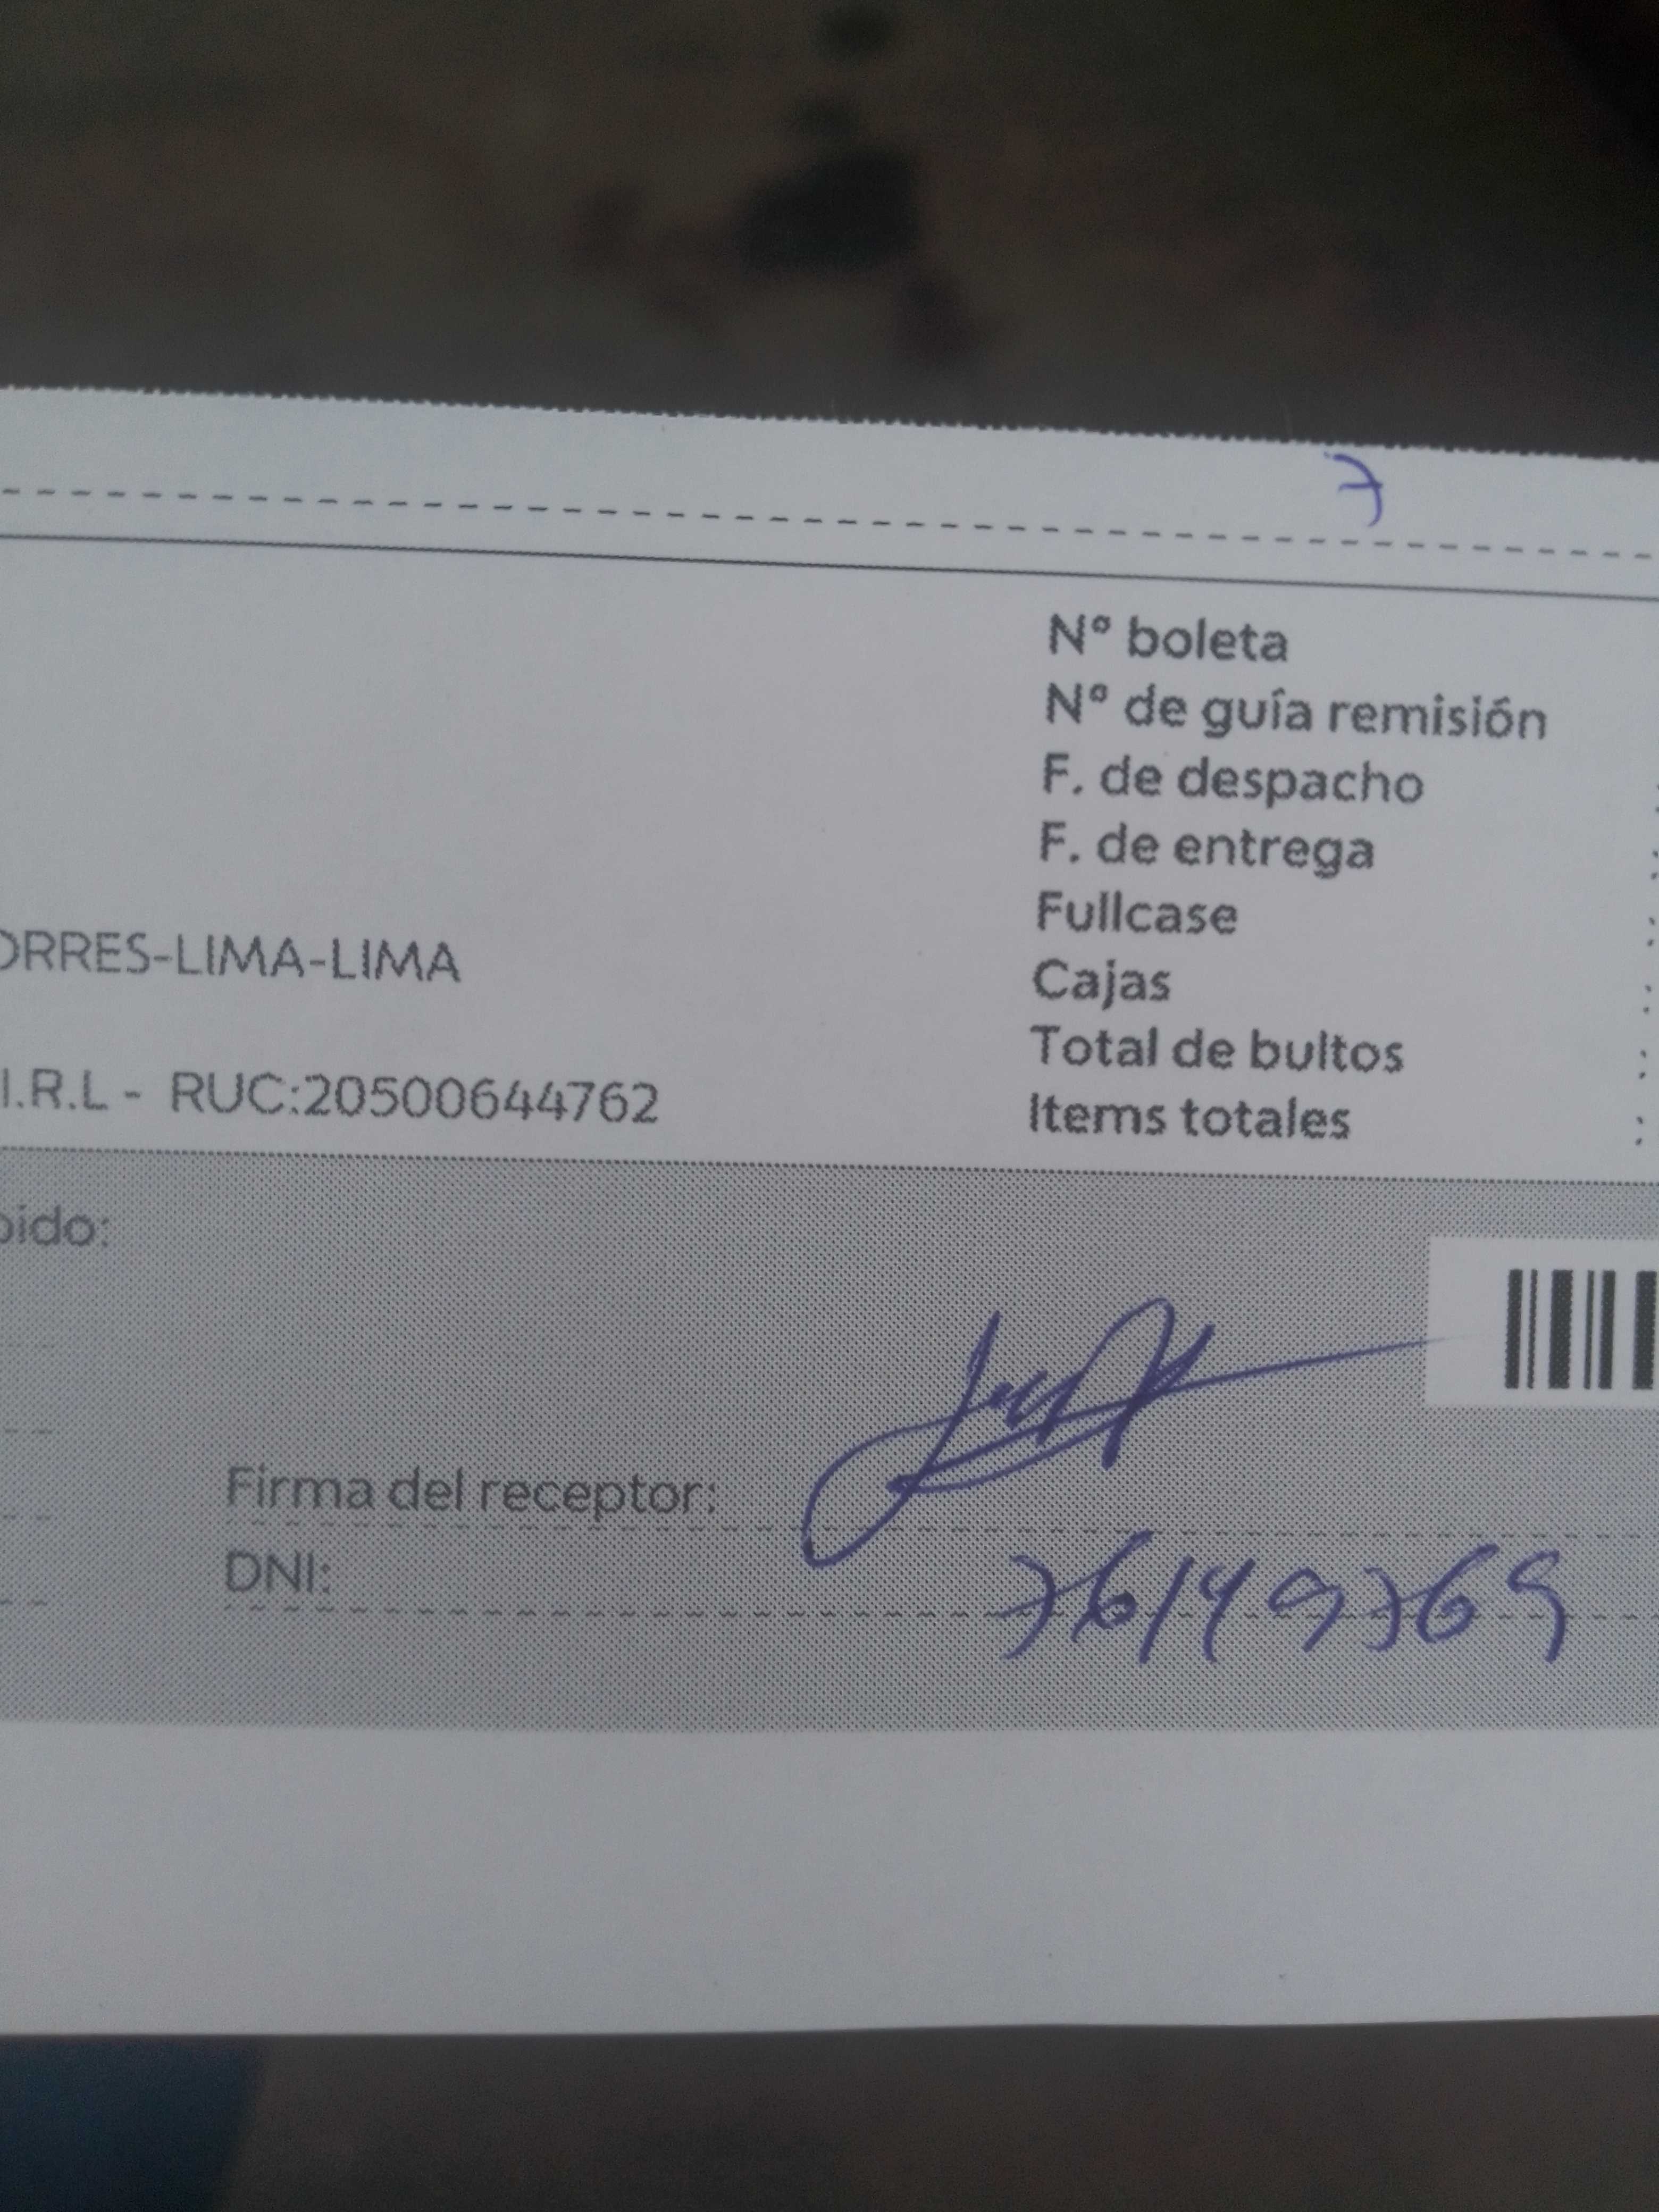 7
N° boleta
N° de guía remisión
F. de despacho
F. de entrega :
Fullcase :
ORRES-LIMA-LIMA
Cajas :
Total de bultos :
I.R.L - RUC:20500644762
Items totales :
bido:
Firma del receptor:
DNI: 76149769